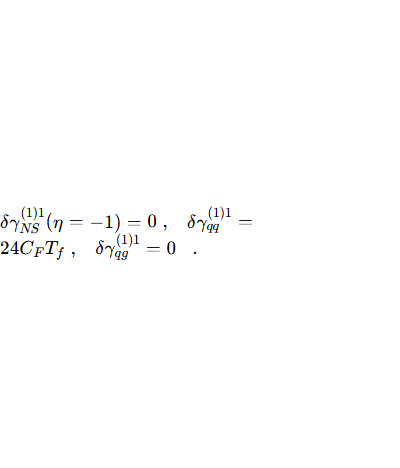 δγ_{NS}^{(1)1}(η = −1) = 0 , δγ_{qq}^{(1)1} =
24C_F T_f , δγ_{qg}^{(1)1} = 0 .